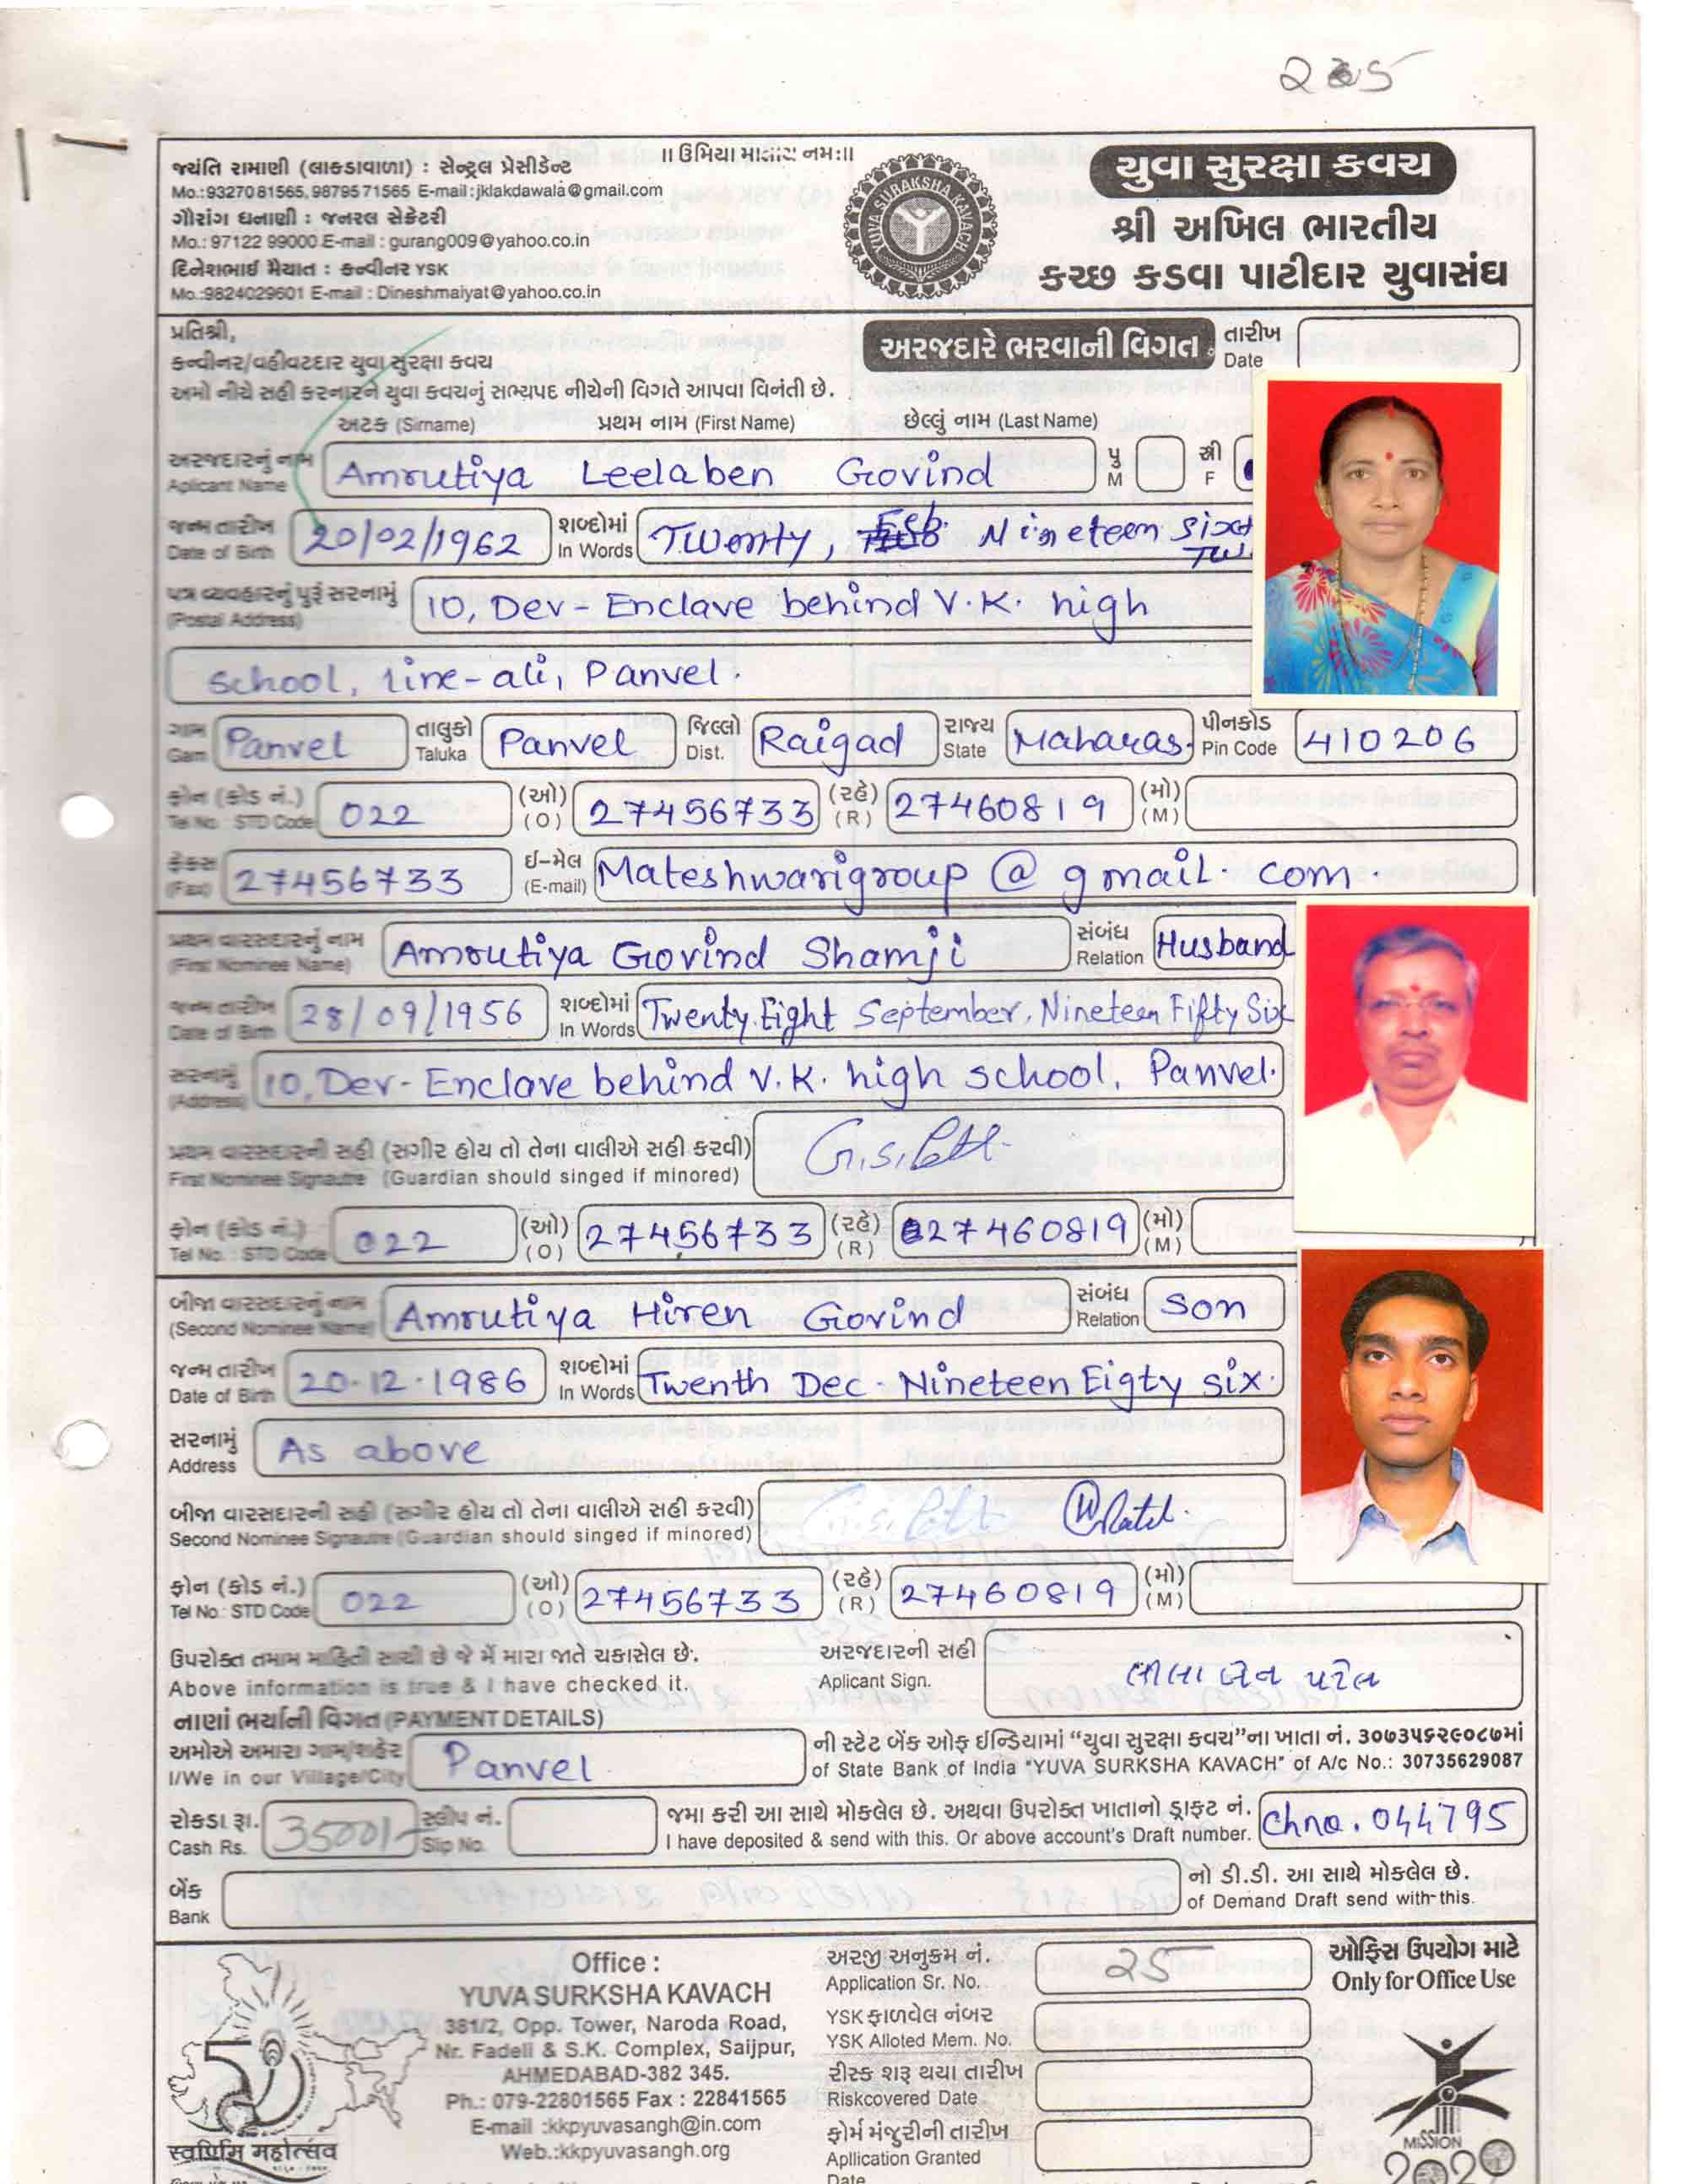 235
જયંતિ રામાણી (લાકડાવાળા) : સેન્ટ્રલ પ્રેસીડેન્ટ
Mo.:9327081565,9879571565 E-mail:jklakdawala@gmail.com
ગૌરાંગ ધનાણી : જનરલ સેક્રેટરી
Mo.: 97122 99000 E-mail : gurang009@yahoo.co.in
દિનેશભાઈ મૈયાત : કન્વીનર YSK
Mo.:9824029601 E-mail : Dineshmaiyat@yahoo.co.in
॥ ઉમિયા માતાય નમઃ॥
YUVA SURAKSHA KAVACH
યુવા સુરક્ષા કવચ
શ્રી અખિલ ભારતીય
કચ્છ કડવા પાટીદાર યુવાસંઘ
પ્રતિશ્રી,
કન્વીનર/વહીવટદાર યુવા સુરક્ષા કવચ
અમો નીચે સહી કરનારને યુવા કવચનું સભ્યપદ નીચેની વિગતે આપવા વિનંતી છે.
અરજદારે ભરવાની વિગત
તારીખ
Date
અટક (Sirname) પ્રથમ નામ (First Name) છેલ્લું નામ (Last Name)
અરજદારનું નામ Amrutiya Leelaben Govind પુ સ્ત્રી
Aplicant Name M F
જન્મ તારીખ 20/02/1962 શબ્દોમાં Twenty, Feb. Nineteen Sixt
Date of Birth In Words Tw
પત્ર વ્યવહારનું પુરૂં સરનામું 10, Dev-Enclave behind V.K. high
(Postal Address)
school, line-ali, Panvel.
ગામ Panvel તાલુકો Panvel જિલ્લો Raigad રાજ્ય Maharas. પીનકોડ 410206
Gam Taluka Dist. State Pin Code
ફોન (કોડ નં.) 022 (ઓ) 27456733 (રહે) 27460819 (મો)
Tel No. : STD Code (O) (R) (M)
ફેકસ 27456733 ઈ-મેલ Mateshwarigroup@gmail.com.
(Fax) (E-mail)
પ્રથમ વારસદારનું નામ Amrutiya Govind Shamji સંબંધ Husband
(First Nominee Name) Relation
જન્મ તારીખ 28/09/1956 શબ્દોમાં Twenty Eight September, Nineteen Fifty Six
Date of Birth In Words
સરનામું 10, Dev-Enclave behind V.K. high school, Panvel.
(Address)
પ્રથમ વારસદારની સહી (સગીર હોય તો તેના વાલીએ સહી કરવી)
First Nominee Signautre (Guardian should singed if minored)
ફોન (કોડ નં.) 022 (ઓ) 27456733 (રહે) 27460819 (મો)
Tel No. : STD Code (O) (R) (M)
બીજા વારસદારનું નામ Amrutiya Hiren Govind સંબંધ Son
(Second Nominee Name) Relation
જન્મ તારીખ 20-12-1986 શબ્દોમાં Twenth Dec - Nineteen Eigty six.
Date of Birth In Words
સરનામું As above
Address
બીજા વારસદારની સહી (સગીર હોય તો તેના વાલીએ સહી કરવી)
Second Nominee Signautre (Guardian should singed if minored)
ફોન (કોડ નં.) 022 (ઓ) 27456733 (રહે) 27460819 (મો)
Tel No : STD Code (O) (R) (M)
ઉપરોક્ત તમામ માહિતી સાચી છે જે મેં મારા જાતે ચકાસેલ છે. અરજદારની સહી લીલા બેન પટેલ
Above information is true & I have checked it. Aplicant Sign.
નાણાં ભર્યાની વિગત (PAYMENT DETAILS)
અમોએ અમારા ગામ/શહેર Panvel ની સ્ટેટ બેંક ઓફ ઈન્ડિયામાં “યુવા સુરક્ષા કવચ”ના ખાતા નં. ૩૦૭૩૫૬૨૯૦૮૭માં
I/We in our Village/City of State Bank of India "YUVA SURKSHA KAVACH" of A/c No.: 30735629087
રોકડા રૂા. 3500/- સ્લીપ નં. જમા કરી આ સાથે મોકલેલ છે. અથવા ઉપરોક્ત ખાતાનો ડ્રાફ્ટ નં. Chno. 044795
Cash Rs. Slip No. I have deposited & send with this. Or above account's Draft number.
બેંક નો ડી.ડી. આ સાથે મોકલેલ છે.
Bank of Demand Draft send with-this.
50
स्वर्णिम महोत्सव
Office :
YUVA SURKSHA KAVACH
381/2, Opp. Tower, Naroda Road,
Nr. Fadeli & S.K. Complex, Saijpur,
AHMEDABAD-382 345.
Ph.: 079-22801565 Fax : 22841565
E-mail :kkpyuvasangh@in.com
Web.:kkpyuvasangh.org
અરજી અનુક્રમ નં. 25
Application Sr. No.
YSK ફાળવેલ નંબર
YSK Alloted Mem. No.
રીસ્ક શરૂ થયા તારીખ
Riskcovered Date
ફોર્મ મંજુરીની તારીખ
Apllication Granted
Date
ઓફિસ ઉપયોગ માટે
Only for Office Use
MISSION
2020